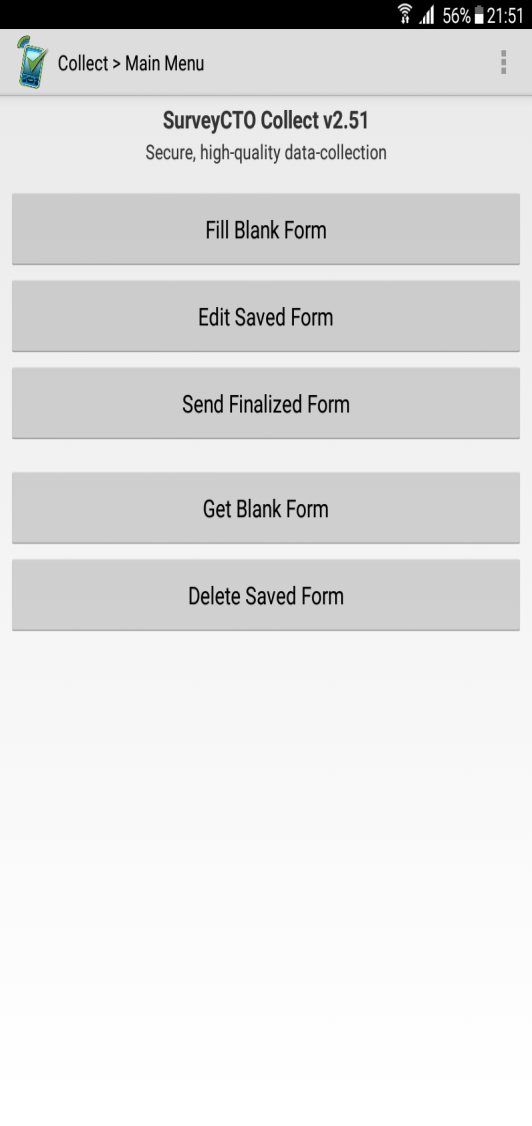 56% 21:51
Collect > Main Menu
SurveyCTO Collect v2.51
Secure, high-quality data-collection
Fill Blank Form
Edit Saved Form
Send Finalized Form
Get Blank Form
Delete Saved Form